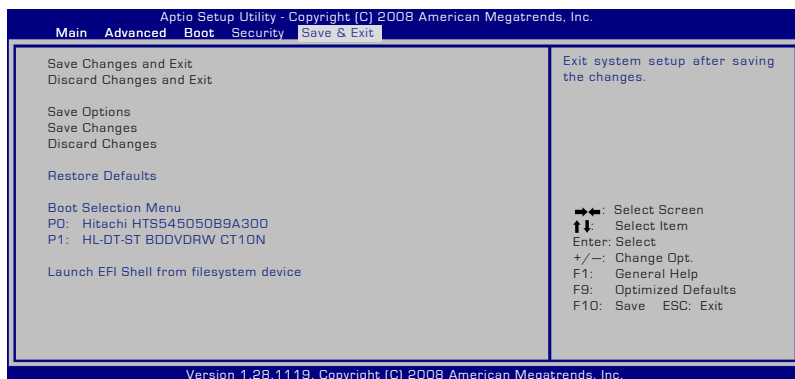 Aptio Setup Utility - Copyright (C) 2008 American Megatrends, Inc.
Main Advanced Boot Security Save & Exit
Save Changes and Exit
Discard Changes and Exit
Save Options
Save Changes
Discard Changes
Restore Defaults
Boot Selection Menu
P0: Hitachi HTS545050B9A300
P1: HL-DT-ST BDDVDRW CT10N
Launch EFI Shell from filesystem device
Exit system setup after saving
the changes.
→←: Select Screen
↑↓: Select Item
Enter: Select
+/—: Change Opt.
F1: General Help
F9: Optimized Defaults
F10: Save ESC: Exit
Version 1.28.1119. Copyright (C) 2008 American Megatrends, Inc.